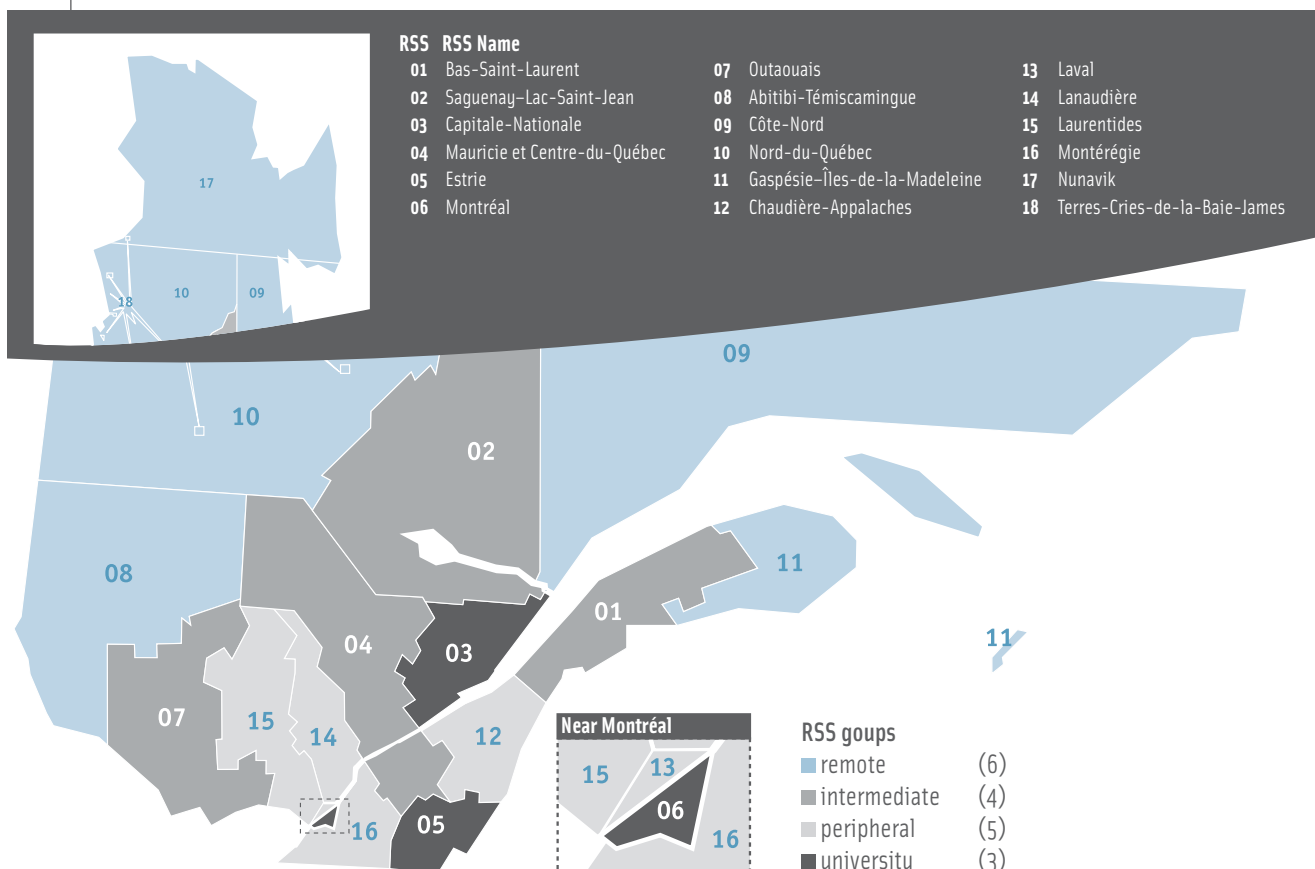 RSS RSS Name
01 Bas-Saint-Laurent
02 Saguenay–Lac-Saint-Jean
03 Capitale-Nationale
04 Mauricie et Centre-du-Québec
05 Estrie
06 Montréal
07 Outaouais
08 Abitibi-Témiscamingue
09 Côte-Nord
10 Nord-du-Québec
11 Gaspésie–Îles-de-la-Madeleine
12 Chaudière-Appalaches
13 Laval
14 Lanaudière
15 Laurentides
16 Montérégie
17 Nunavik
18 Terres-Cries-de-la-Baie-James
17
10
09
18
09
10
02
08
11
01
04
03
11
07
15
14
12
16
05
Near Montréal
15
13
06
16
RSS goups
remote (6)
intermediate (4)
peripheral (5)
university (3)